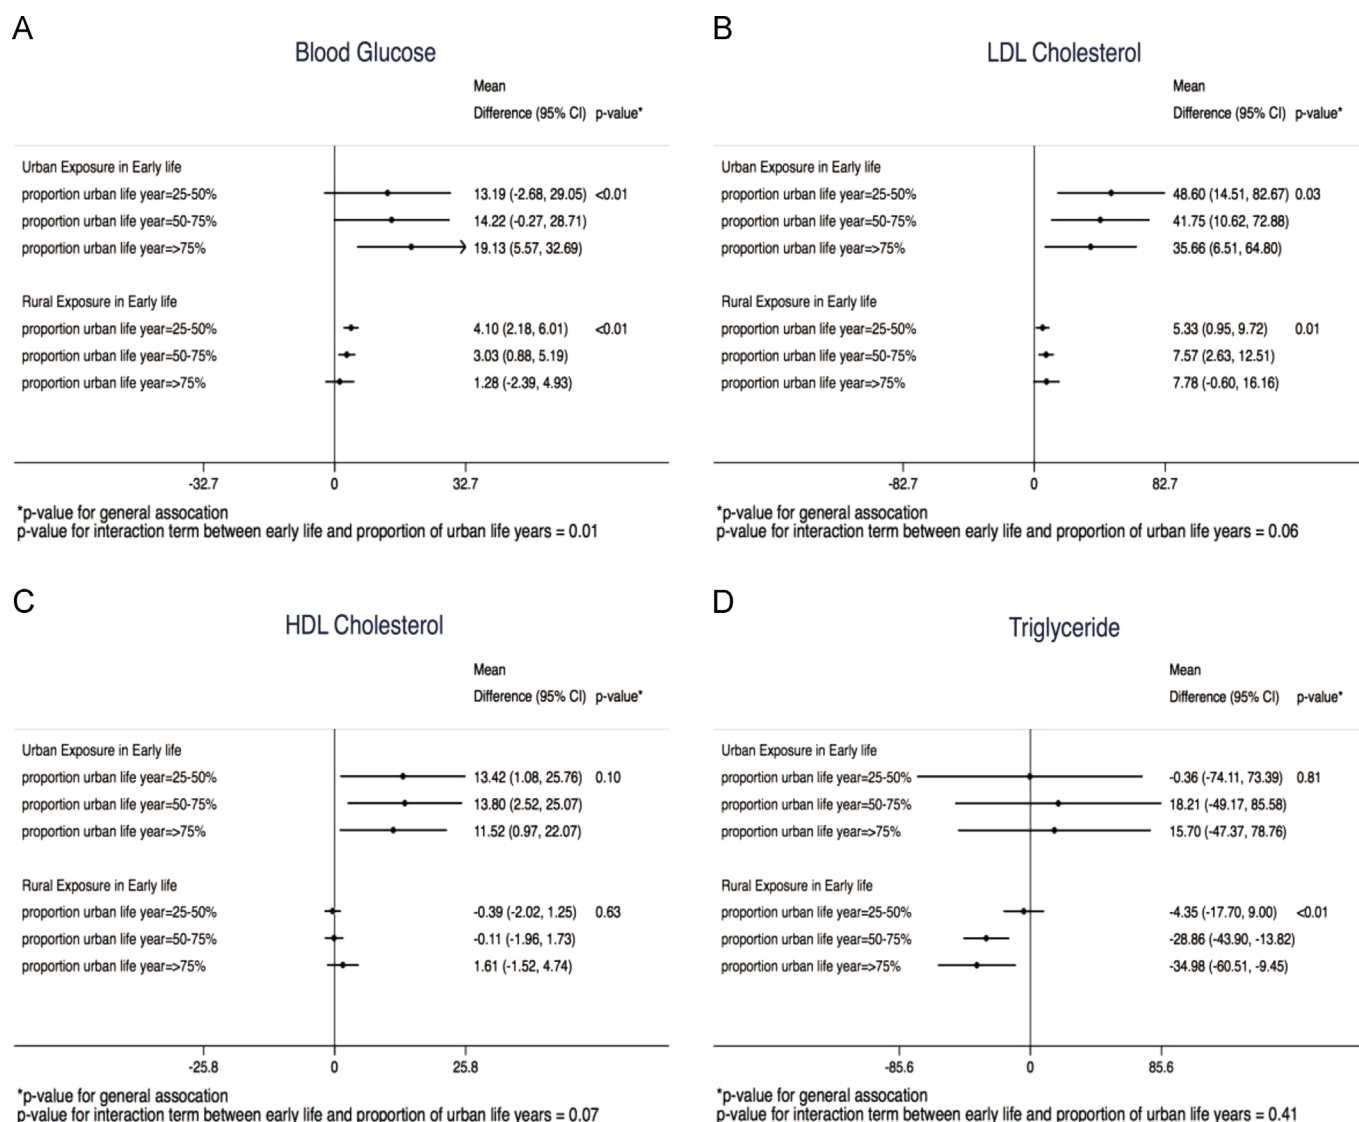 A
Blood Glucose
Mean
Difference (95% CI) p-value*
Urban Exposure in Early life
proportion urban life year=25-50% 13.19 (-2.68, 29.05) <0.01
proportion urban life year=50-75% 14.22 (-0.27, 28.71)
proportion urban life year=>75% 19.13 (5.57, 32.69)
Rural Exposure in Early life
proportion urban life year=25-50% 4.10 (2.18, 6.01) <0.01
proportion urban life year=50-75% 3.03 (0.88, 5.19)
proportion urban life year=>75% 1.28 (-2.39, 4.93)
-32.7 0 32.7
*p-value for general assocation
p-value for interaction term between early life and proportion of urban life years = 0.01
B
LDL Cholesterol
Mean
Difference (95% CI) p-value*
Urban Exposure in Early life
proportion urban life year=25-50% 48.60 (14.51, 82.67) 0.03
proportion urban life year=50-75% 41.75 (10.62, 72.88)
proportion urban life year=>75% 35.66 (6.51, 64.80)
Rural Exposure in Early life
proportion urban life year=25-50% 5.33 (0.95, 9.72) 0.01
proportion urban life year=50-75% 7.57 (2.63, 12.51)
proportion urban life year=>75% 7.78 (-0.60, 16.16)
-82.7 0 82.7
*p-value for general assocation
p-value for interaction term between early life and proportion of urban life years = 0.06
C
HDL Cholesterol
Mean
Difference (95% CI) p-value*
Urban Exposure in Early life
proportion urban life year=25-50% 13.42 (1.08, 25.76) 0.10
proportion urban life year=50-75% 13.80 (2.52, 25.07)
proportion urban life year=>75% 11.52 (0.97, 22.07)
Rural Exposure in Early life
proportion urban life year=25-50% -0.39 (-2.02, 1.25) 0.63
proportion urban life year=50-75% -0.11 (-1.96, 1.73)
proportion urban life year=>75% 1.61 (-1.52, 4.74)
-25.8 0 25.8
*p-value for general assocation
p-value for interaction term between early life and proportion of urban life years = 0.07
D
Triglyceride
Mean
Difference (95% CI) p-value*
Urban Exposure in Early life
proportion urban life year=25-50% -0.36 (-74.11, 73.39) 0.81
proportion urban life year=50-75% 18.21 (-49.17, 85.58)
proportion urban life year=>75% 15.70 (-47.37, 78.76)
Rural Exposure in Early life
proportion urban life year=25-50% -4.35 (-17.70, 9.00) <0.01
proportion urban life year=50-75% -28.86 (-43.90, -13.82)
proportion urban life year=>75% -34.98 (-60.51, -9.45)
-85.6 0 85.6
*p-value for general assocation
p-value for interaction term between early life and proportion of urban life years = 0.41